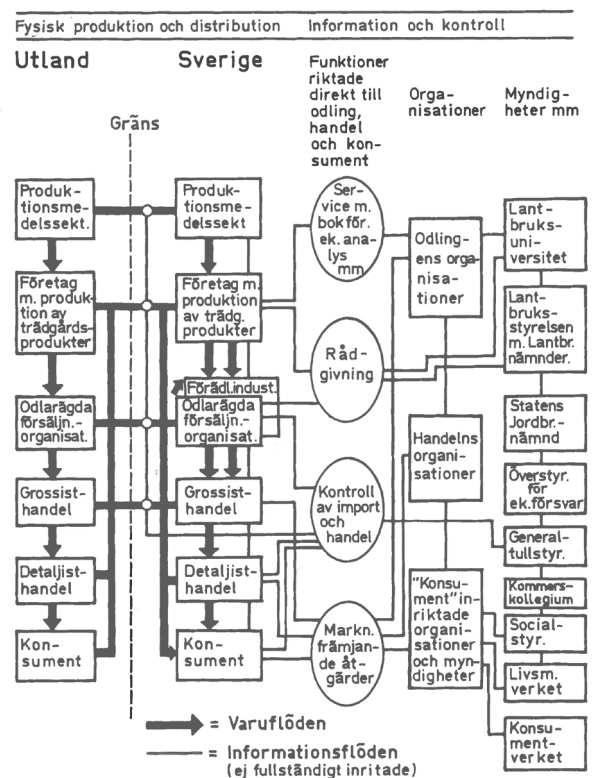 Fysisk produktion och distribution
Information och kontroll
Utland
Sverige
Funktioner
riktade
direkt till
odling,
handel
och kon-
sument
Orga-
nisationer
Myndig-
heter mm
Gräns
Produk-
tionsme-
delssekt.
Företag
m. produk-
tion av
trädgårds-
produkter
Odlarägda
försäljn.-
organisat.
Grossist-
handel
Detaljist-
handel
Kon-
sument
Produk-
tionsme-
delssekt
Företag m.
produktion
av trädg.
produkter
Förädl.indust.
Odlarägda
försäljn.-
organisat.
Grossist-
handel
Detaljist-
handel
Kon-
sument
Ser-
vice m.
bokför.
ek. ana-
lys
mm
Råd-
givning
Kontroll
av import
och
handel
Markn.
främjan-
de åt-
gärder
Odling-
ens orga-
nisa-
tioner
Handelns
organi-
sationer
"Konsu-
ment" in-
riktade
organi-
sationer
och myn-
digheter
Lant-
bruks-
uni-
versitet
Lant-
bruks-
styrelsen
m. Lantbr.
nämnder.
Statens
Jordbr.-
nämnd
Överstyr.
för
ek.försvar
General-
tullstyr.
Kommers-
kollegium
Social-
styr.
Livsm.
verket
Konsu-
ment-
verket
= Varuflöden
= Informationsflöden
(ej fullständigt inritade)